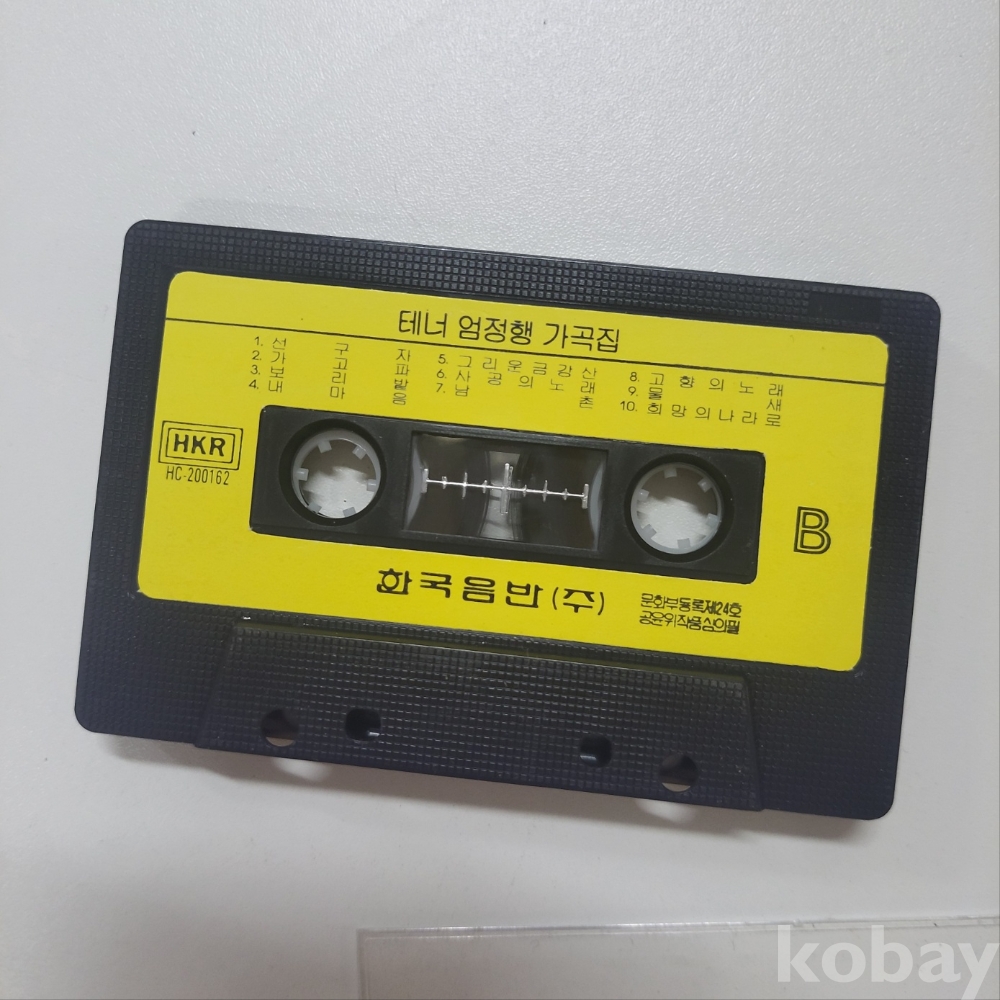 테너 엄정행 가곡집
1. 선구자
2. 가고파
3. 보리밭
4. 내마음
5. 그리운금강산
6. 사공의노래
7. 남촌
8. 고향의노래
9. 물새
10. 희망의나라로
HKR
HC-200162
B
한국음반(주)
문화부등록제24호
공윤위작품심의필
kobay